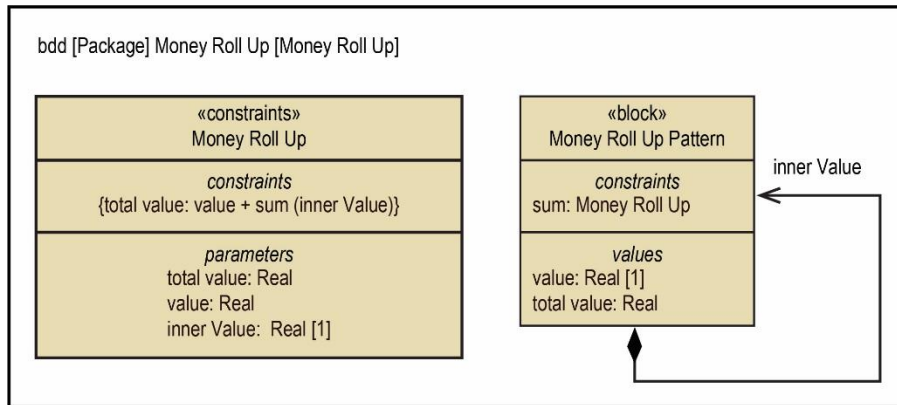 bdd [Package] Money Roll Up [Money Roll Up]
«constraints»
Money Roll Up
constraints
{total value: value + sum (inner Value)}
parameters
total value: Real
value: Real
inner Value: Real [1]
«block»
Money Roll Up Pattern
constraints
sum: Money Roll Up
values
value: Real [1]
total value: Real
inner Value